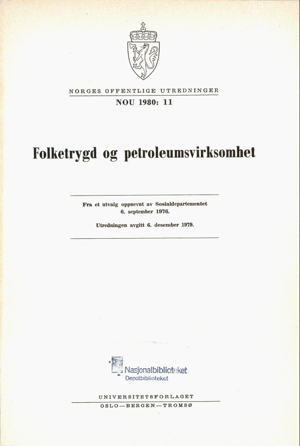 NORGES OFFENTLIGE UTREDNINGER
NOU 1980: 11
Folketrygd og petroleumsvirksomhet
Fra et utvalg oppnevnt av Sosialdepartementet
6. september 1976.
Utredningen avgitt 6. desember 1979.
Nasjonalbiblioteket
Depotbiblioteket
UNIVERSITETSFORLAGET
OSLO—BERGEN—TROMSØ